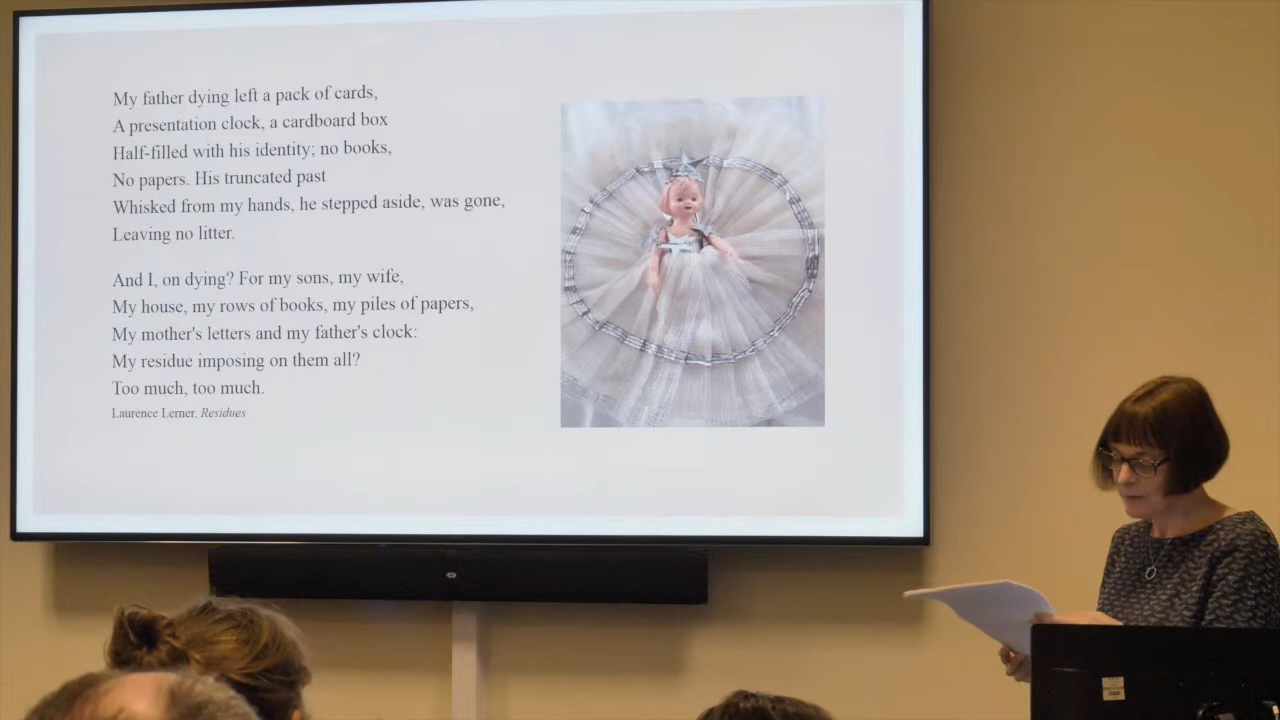 My father dying left a pack of cards,
A presentation clock, a cardboard box
Half-filled with his identity; no books,
No papers. His truncated past
Whisked from my hands, he stepped aside, was gone,
Leaving no litter.
And I, on dying? For my sons, my wife,
My house, my rows of books, my piles of papers,
My mother's letters and my father's clock:
My residue imposing on them all?
Too much, too much.
Laurence Lerner, Residues